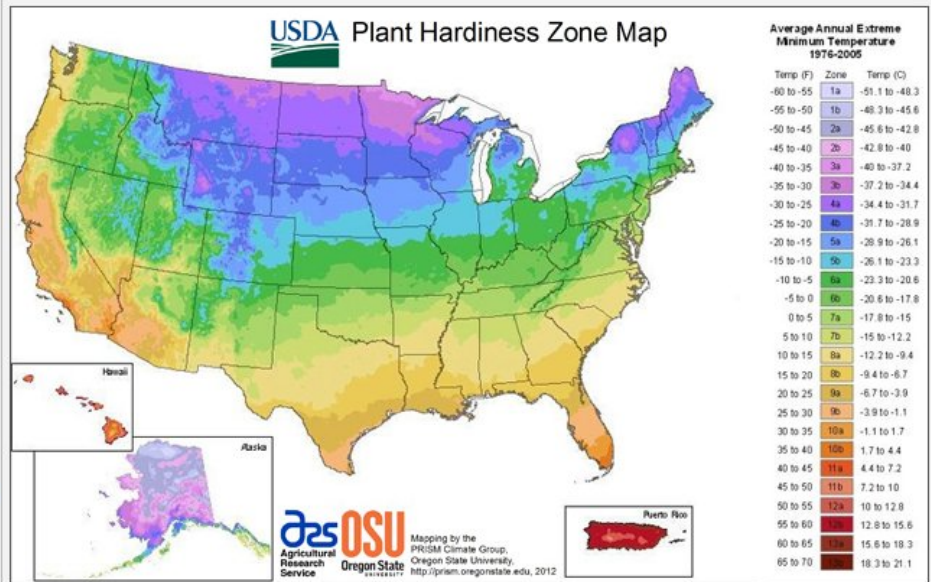 USDA Plant Hardiness Zone Map
Average Annual Extreme
Minimum Temperature
1976-2005
Temp (F) Zone Temp (C)
-60 to -55 1a -51.1 to -48.3
-55 to -50 1b -48.3 to -45.6
-50 to -45 2a -45.6 to -42.8
-45 to -40 2b -42.8 to -40
-40 to -35 3a -40 to -37.2
-35 to -30 3b -37.2 to -34.4
-30 to -25 4a -34.4 to -31.7
-25 to -20 4b -31.7 to -28.9
-20 to -15 5a -28.9 to -26.1
-15 to -10 5b -26.1 to -23.3
-10 to -5 6a -23.3 to -20.6
-5 to 0 6b -20.6 to -17.8
0 to 5 7a -17.8 to -15
5 to 10 7b -15 to -12.2
10 to 15 8a -12.2 to -9.4
15 to 20 8b -9.4 to -6.7
20 to 25 9a -6.7 to -3.9
25 to 30 9b -3.9 to -1.1
30 to 35 10a -1.1 to 1.7
35 to 40 10b 1.7 to 4.4
40 to 45 11a 4.4 to 7.2
45 to 50 11b 7.2 to 10
50 to 55 12a 10 to 12.8
55 to 60 12b 12.8 to 15.6
60 to 65 13a 15.6 to 18.3
65 to 70 13b 18.3 to 21.1
Hawaii
Alaska
Puerto Rico
ars
Agricultural
Research
Service
OSU
Oregon State
UNIVERSITY
Mapping by the
PRISM Climate Group,
Oregon State University,
http://prism.oregonstate.edu, 2012